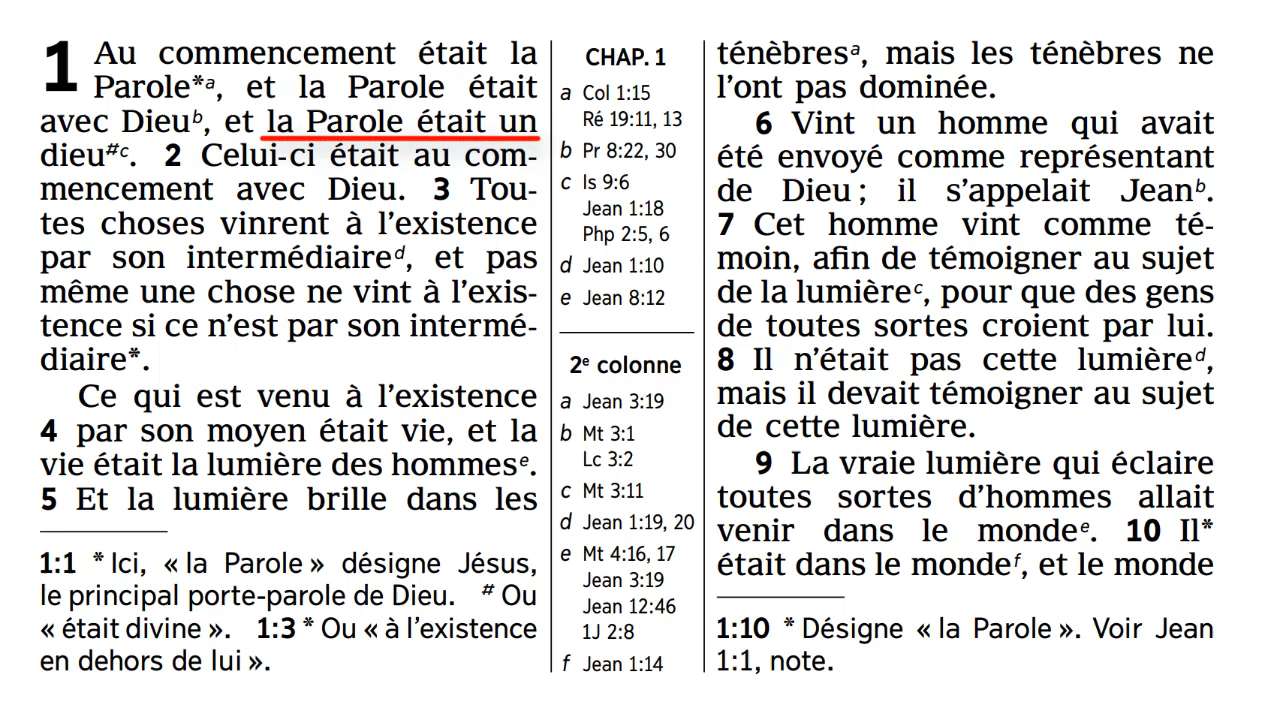 1 Au commencement était la
Parole*a, et la Parole était
avec Dieub, et la Parole était un
dieu#c. 2 Celui-ci était au com-
mencement avec Dieu. 3 Tou-
tes choses vinrent à l'existence
par son intermédiaired, et pas
même une chose ne vint à l'exis-
tence si ce n'est par son intermé-
diaire*.
Ce qui est venu à l'existence
4 par son moyen était vie, et la
vie était la lumière des hommese.
5 Et la lumière brille dans les
1:1 * Ici, « la Parole » désigne Jésus,
le principal porte-parole de Dieu. # Ou
« était divine ». 1:3 * Ou « à l'existence
en dehors de lui ».
CHAP. 1
a Col 1:15
Ré 19:11, 13
b Pr 8:22, 30
c Is 9:6
Jean 1:18
Php 2:5, 6
d Jean 1:10
e Jean 8:12
2e colonne
a Jean 3:19
b Mt 3:1
Lc 3:2
c Mt 3:11
d Jean 1:19, 20
e Mt 4:16, 17
Jean 3:19
Jean 12:46
1J 2:8
f Jean 1:14
ténèbresa, mais les ténèbres ne
l'ont pas dominée.
6 Vint un homme qui avait
été envoyé comme représentant
de Dieu ; il s'appelait Jeanb.
7 Cet homme vint comme té-
moin, afin de témoigner au sujet
de la lumièrec, pour que des gens
de toutes sortes croient par lui.
8 Il n'était pas cette lumièred,
mais il devait témoigner au sujet
de cette lumière.
9 La vraie lumière qui éclaire
toutes sortes d'hommes allait
venir dans le mondee. 10 Il*
était dans le mondef, et le monde
1:10 * Désigne « la Parole ». Voir Jean
1:1, note.